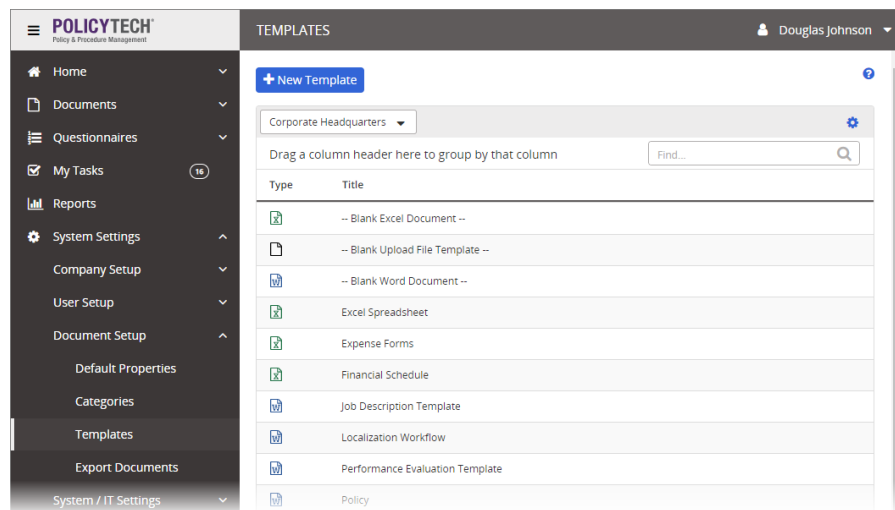 POLICYTECH
Policy & Procedure Management
TEMPLATES
Douglas Johnson
Home
Documents
Questionnaires
My Tasks 16
Reports
System Settings
Company Setup
User Setup
Document Setup
Default Properties
Categories
Templates
Export Documents
System / IT Settings
+ New Template
?
Corporate Headquarters
Drag a column header here to group by that column
Find...
Type Title
-- Blank Excel Document --
-- Blank Upload File Template --
-- Blank Word Document --
Excel Spreadsheet
Expense Forms
Financial Schedule
Job Description Template
Localization Workflow
Performance Evaluation Template
Policy